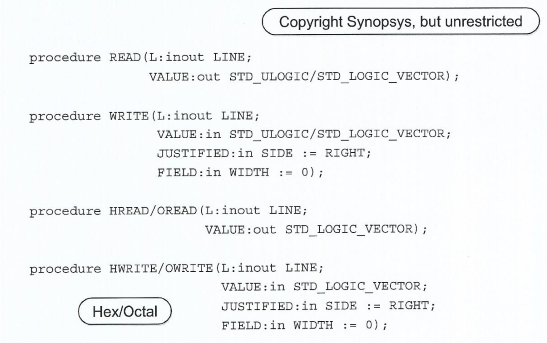 Copyright Synopsys, but unrestricted
procedure READ(L:inout LINE;
VALUE:out STD_ULOGIC/STD_LOGIC_VECTOR);
procedure WRITE(L:inout LINE;
VALUE:in STD_ULOGIC/STD_LOGIC_VECTOR;
JUSTIFIED:in SIDE := RIGHT;
FIELD:in WIDTH := 0);
procedure HREAD/OREAD(L:inout LINE;
VALUE:out STD_LOGIC_VECTOR);
procedure HWRITE/OWRITE(L:inout LINE;
VALUE:in STD_LOGIC_VECTOR;
JUSTIFIED:in SIDE := RIGHT;
FIELD:in WIDTH := 0);
Hex/Octal